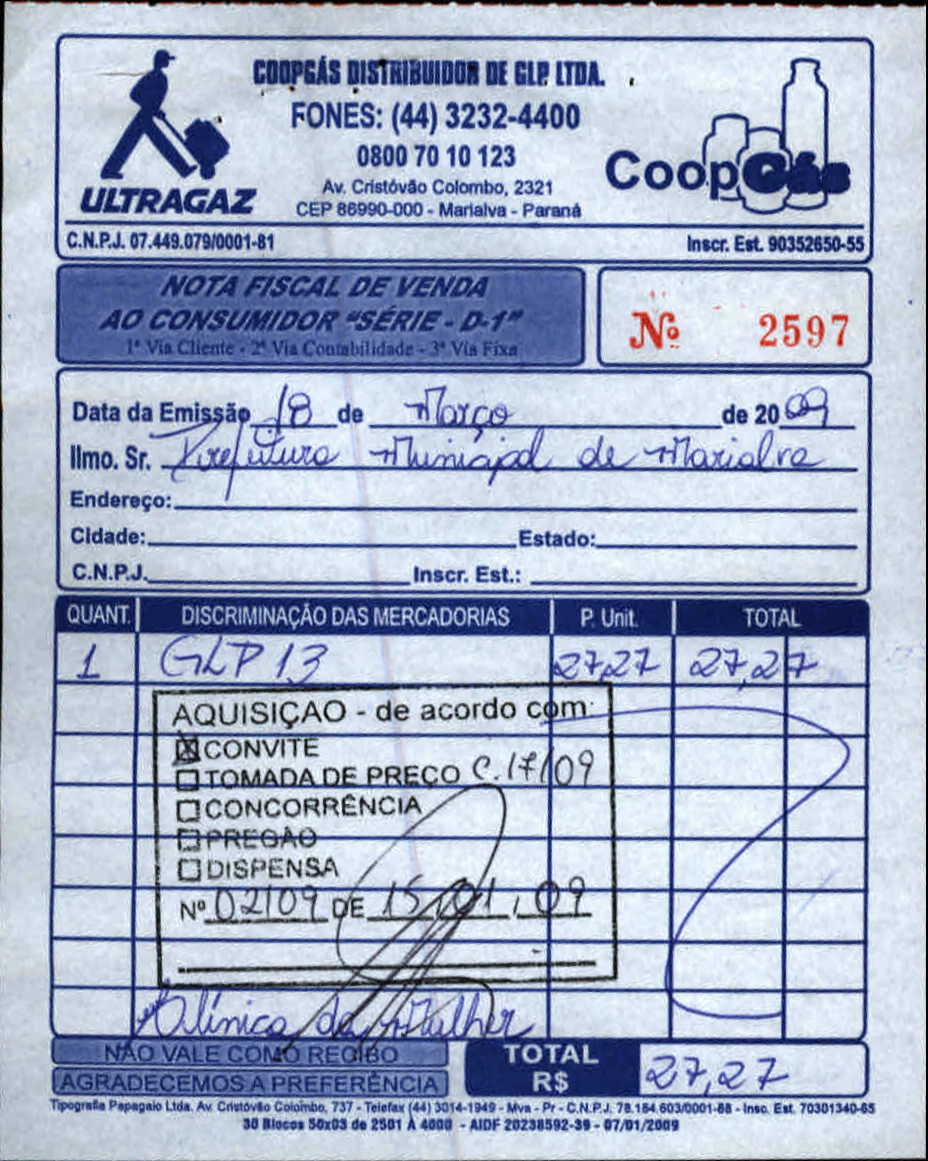 COOPGÁS DISTRIBUIDOR DE GLP. LTDA.
FONES: (44) 3232-4400
0800 70 10 123
Av. Cristóvão Colombo, 2321
CEP 86990-000 - Marialva - Paraná
ULTRAGAZ
CoopGás
C.N.P.J. 07.449.079/0001-81 Inscr. Est. 90352650-55
NOTA FISCAL DE VENDA
AO CONSUMIDOR "SÉRIE - D-1"
1ª Via Cliente - 2ª Via Contabilidade - 3ª Via Fixa
Nº 2597
Data da Emissão 18 de Março de 2009
Ilmo. Sr. Prefeitura Municipal de Marialva
Endereço:
Cidade: Estado:
C.N.P.J. Inscr. Est.:
QUANT. DISCRIMINAÇÃO DAS MERCADORIAS P. Unit. TOTAL
1 GLP 13 27,27 27,27
AQUISIÇAO - de acordo com:
CONVITE
TOMADA DE PREÇO C.17/09
CONCORRÊNCIA
PREGÃO
DISPENSA
Nº 02/09 DE 15,01,09
Clínica da Mulher
NÃO VALE COMO RECIBO
AGRADECEMOS A PREFERÊNCIA
TOTAL R$ 27,27
Tipografia Papagaio Ltda. Av. Cristóvão Colombo, 737 - Telefax (44) 3014-1949 - Mva - Pr - C.N.P.J. 78.184.603/0001-88 - Insc. Est. 70301340-65
30 Blocos 50x03 de 2501 À 4000 - AIDF 20238592-39 - 07/01/2009